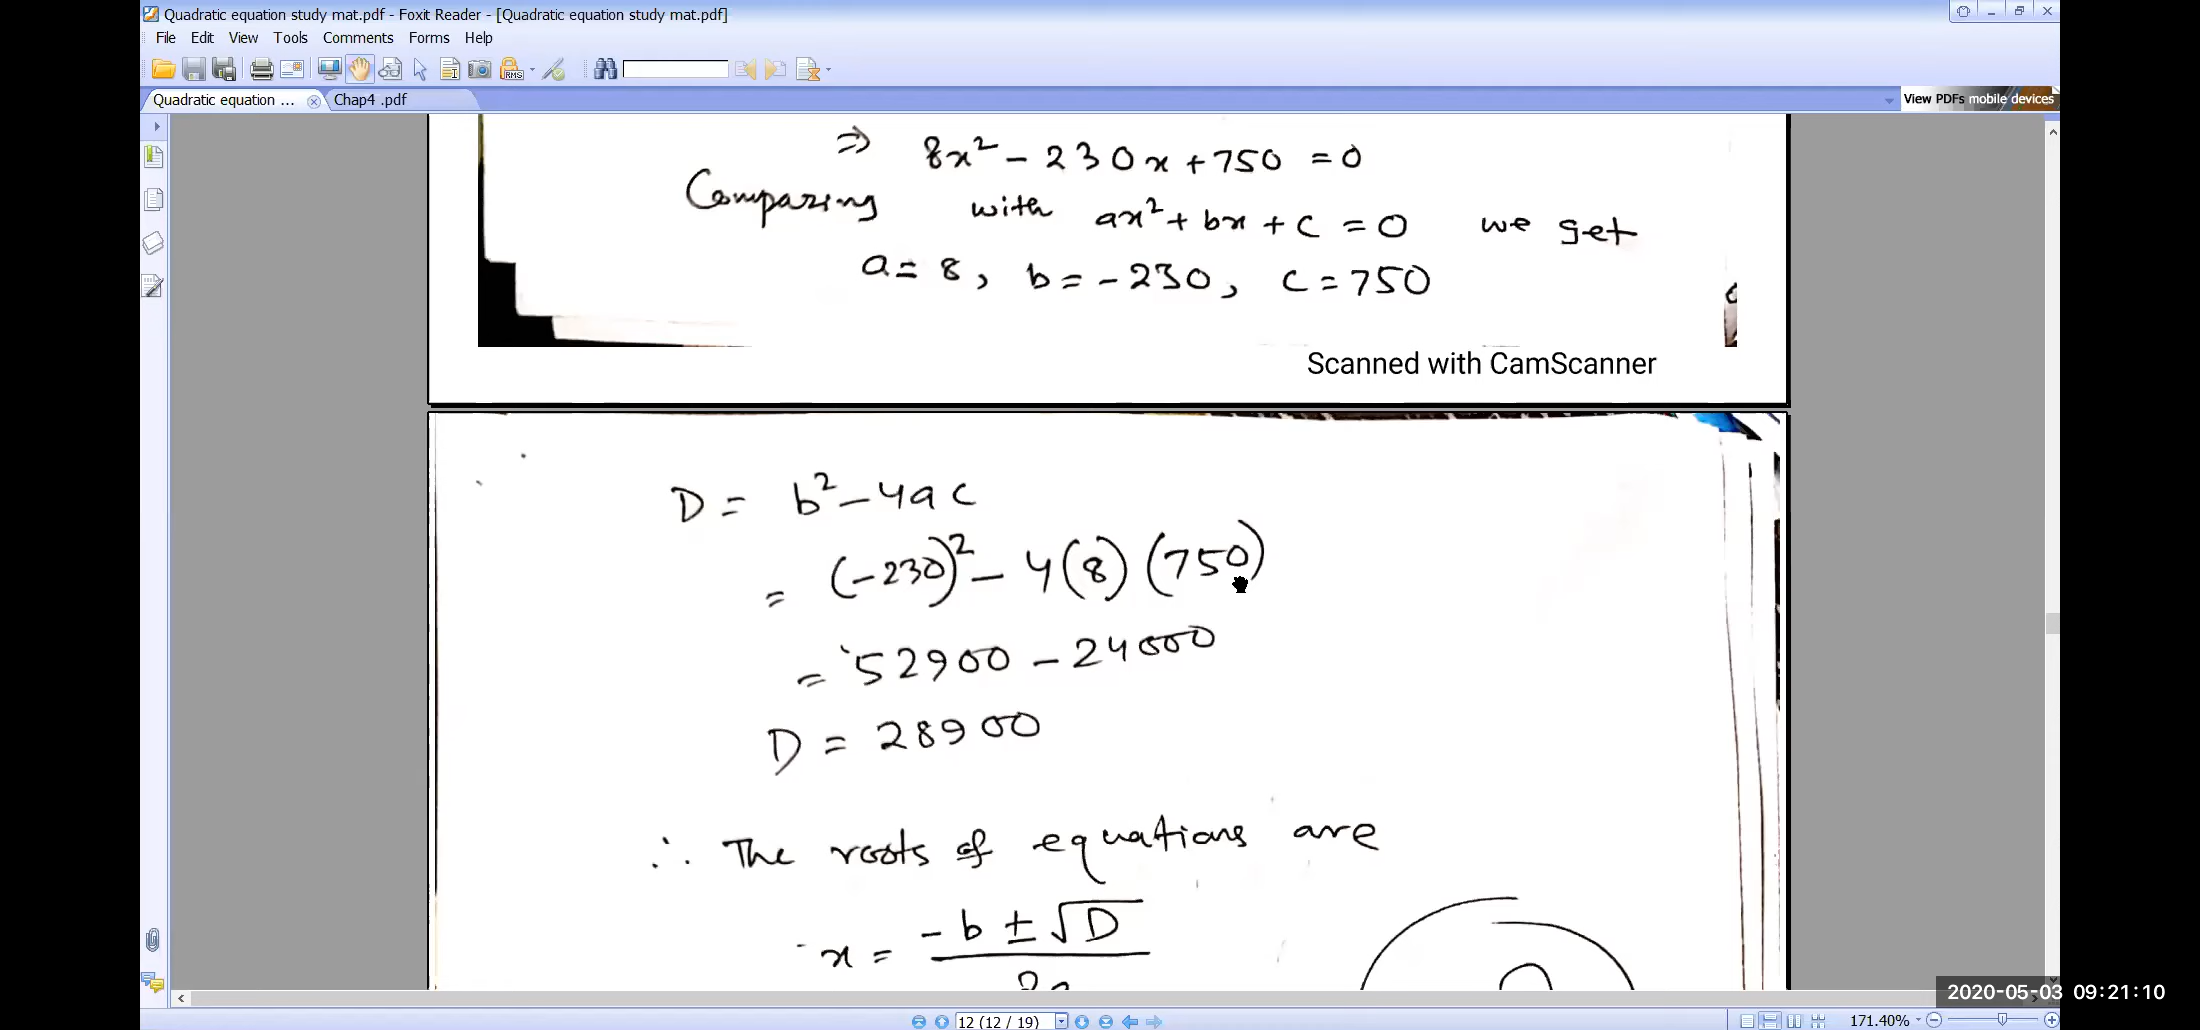 Quadratic equation study mat.pdf - Foxit Reader - [Quadratic equation study mat.pdf]
File Edit View Tools Comments Forms Help
RMS
Quadratic equation ... Chap4 .pdf View PDFs mobile devices
⇒ 8x² - 230x + 750 = 0
Comparing with ax² + bx + c = 0 we get
a = 8, b = -230, c = 750
Scanned with CamScanner
D = b² - 4ac
= (-230)² - 4(8)(750)
= 52900 - 24000
D = 28900
∴ The roots of equations are
x = (-b ± √D) / 2a
2020-05-03 09:21:10
12 (12 / 19) 171.40%